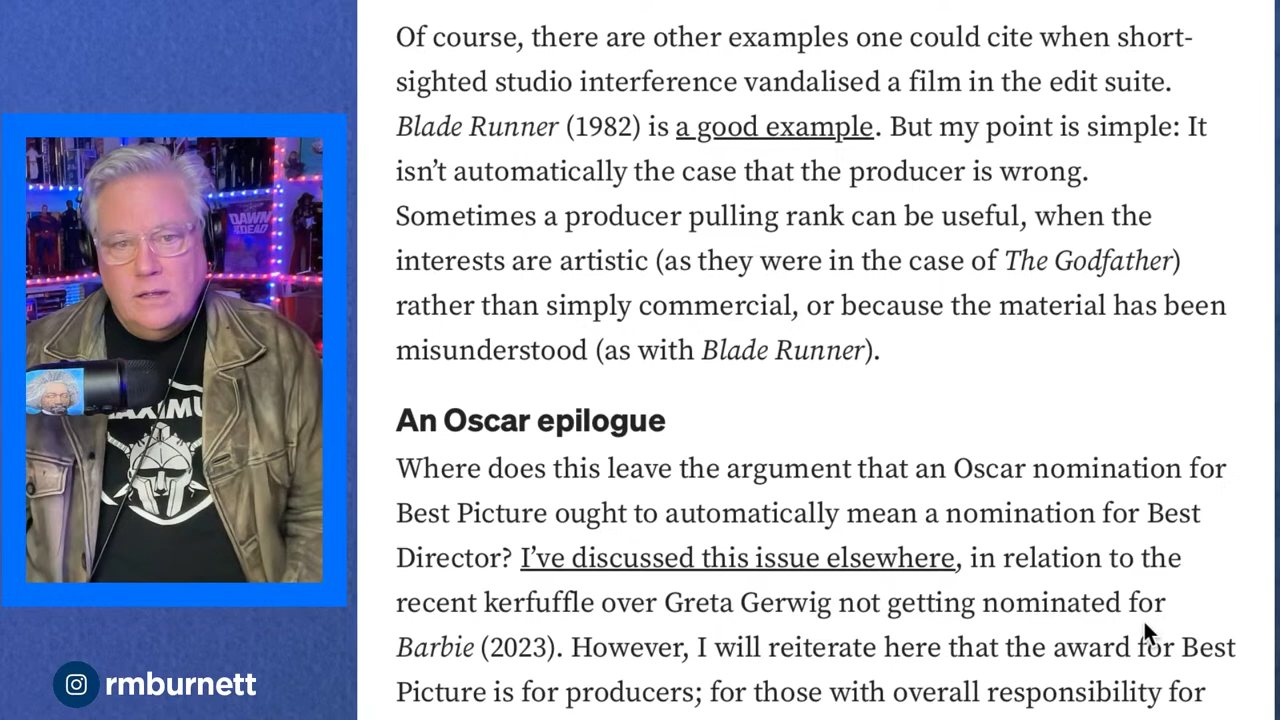 Of course, there are other examples one could cite when short-
sighted studio interference vandalised a film in the edit suite.
Blade Runner (1982) is a good example. But my point is simple: It
isn’t automatically the case that the producer is wrong.
Sometimes a producer pulling rank can be useful, when the
interests are artistic (as they were in the case of The Godfather)
rather than simply commercial, or because the material has been
misunderstood (as with Blade Runner).
An Oscar epilogue
Where does this leave the argument that an Oscar nomination for
Best Picture ought to automatically mean a nomination for Best
Director? I’ve discussed this issue elsewhere, in relation to the
recent kerfuffle over Greta Gerwig not getting nominated for
Barbie (2023). However, I will reiterate here that the award for Best
Picture is for producers; for those with overall responsibility for
DAWN
DEAD
rmburnett